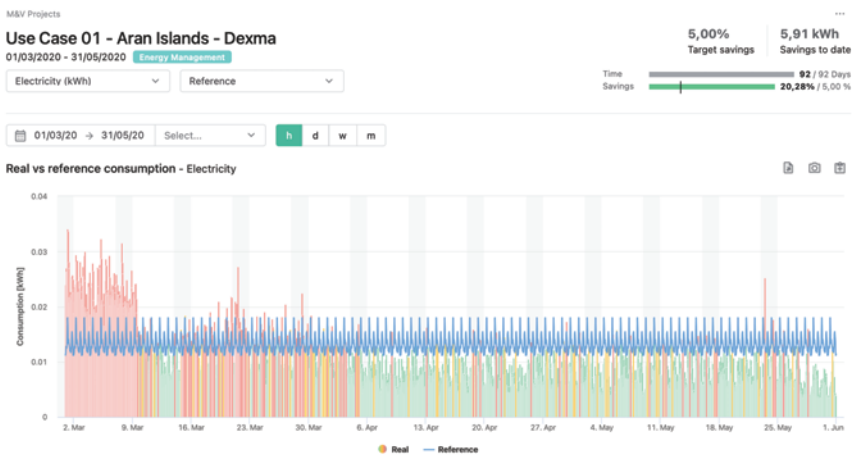 M&V Projects
Use Case 01 - Aran Islands - Dexma
01/03/2020 - 31/05/2020 Energy Management
Electricity (kWh) Reference
5,00% 5,91 kWh
Target savings Savings to date
Time 92 / 92 Days
Savings 20,28% / 5,00 %
01/03/20 → 31/05/20 Select... h d w m
Real vs reference consumption - Electricity
Consumption [kWh]
0.04
0.03
0.02
0.01
0
2. Mar 9. Mar 16. Mar 23. Mar 30. Mar 6. Apr 13. Apr 20. Apr 27. Apr 4. May 11. May 18. May 25. May 1. Jun
Real Reference